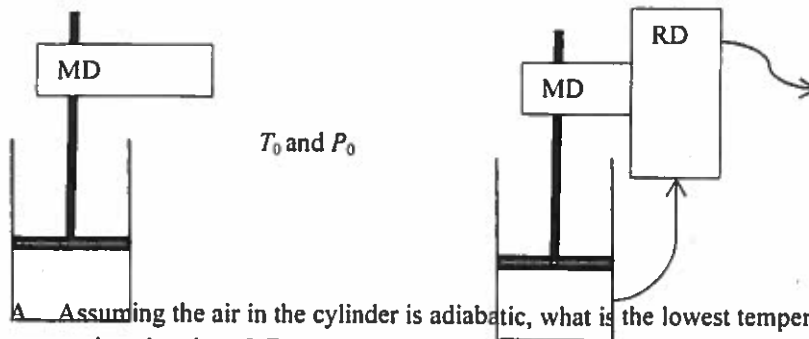 RD
MD
MD
T₀ and P₀
A Assuming the air in the cylinder is adiabatic, what is the lowest temper